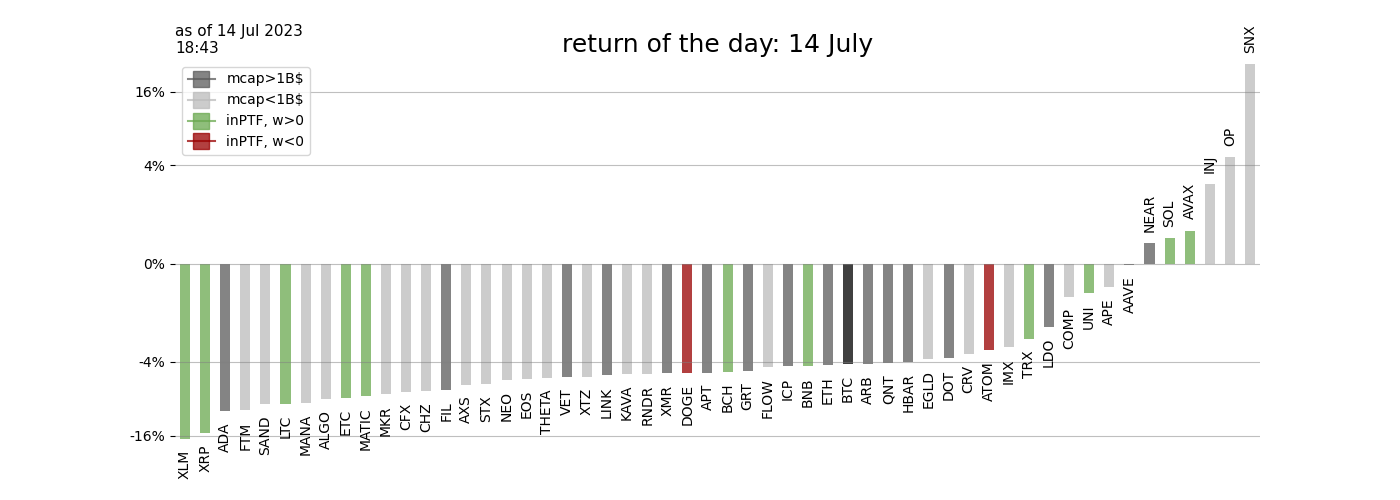 as of 14 Jul 2023
18:43
return of the day: 14 July
mcap>1B$
mcap<1B$
inPTF, w>0
inPTF, w<0
16%
4%
0%
-4%
-16%
XLM
XRP
ADA
FTM
SAND
LTC
MANA
ALGO
ETC
MATIC
MKR
CFX
CHZ
FIL
AXS
STX
NEO
EOS
THETA
VET
XTZ
LINK
KAVA
RNDR
XMR
DOGE
APT
BCH
GRT
FLOW
ICP
BNB
ETH
BTC
ARB
QNT
HBAR
EGLD
DOT
CRV
ATOM
IMX
TRX
LDO
COMP
UNI
APE
AAVE
NEAR
SOL
AVAX
INJ
OP
SNX